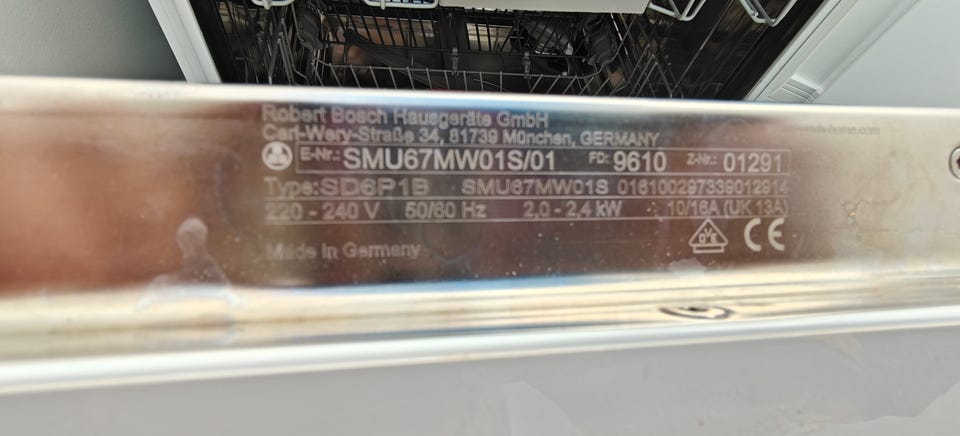 Robert Bosch Hausgeräte GmbH
Carl-Wery-Straße 34, 81739 München, GERMANY
E-Nr.: SMU67MW01S/01 FD: 9610 Z-Nr.: 01291
Type: SD6P1B SMU67MW01S 016100297339012914
220 - 240 V 50/60 Hz 2,0 - 2,4 kW 10/16A (UK 13A)
OVE CE
Made in Germany